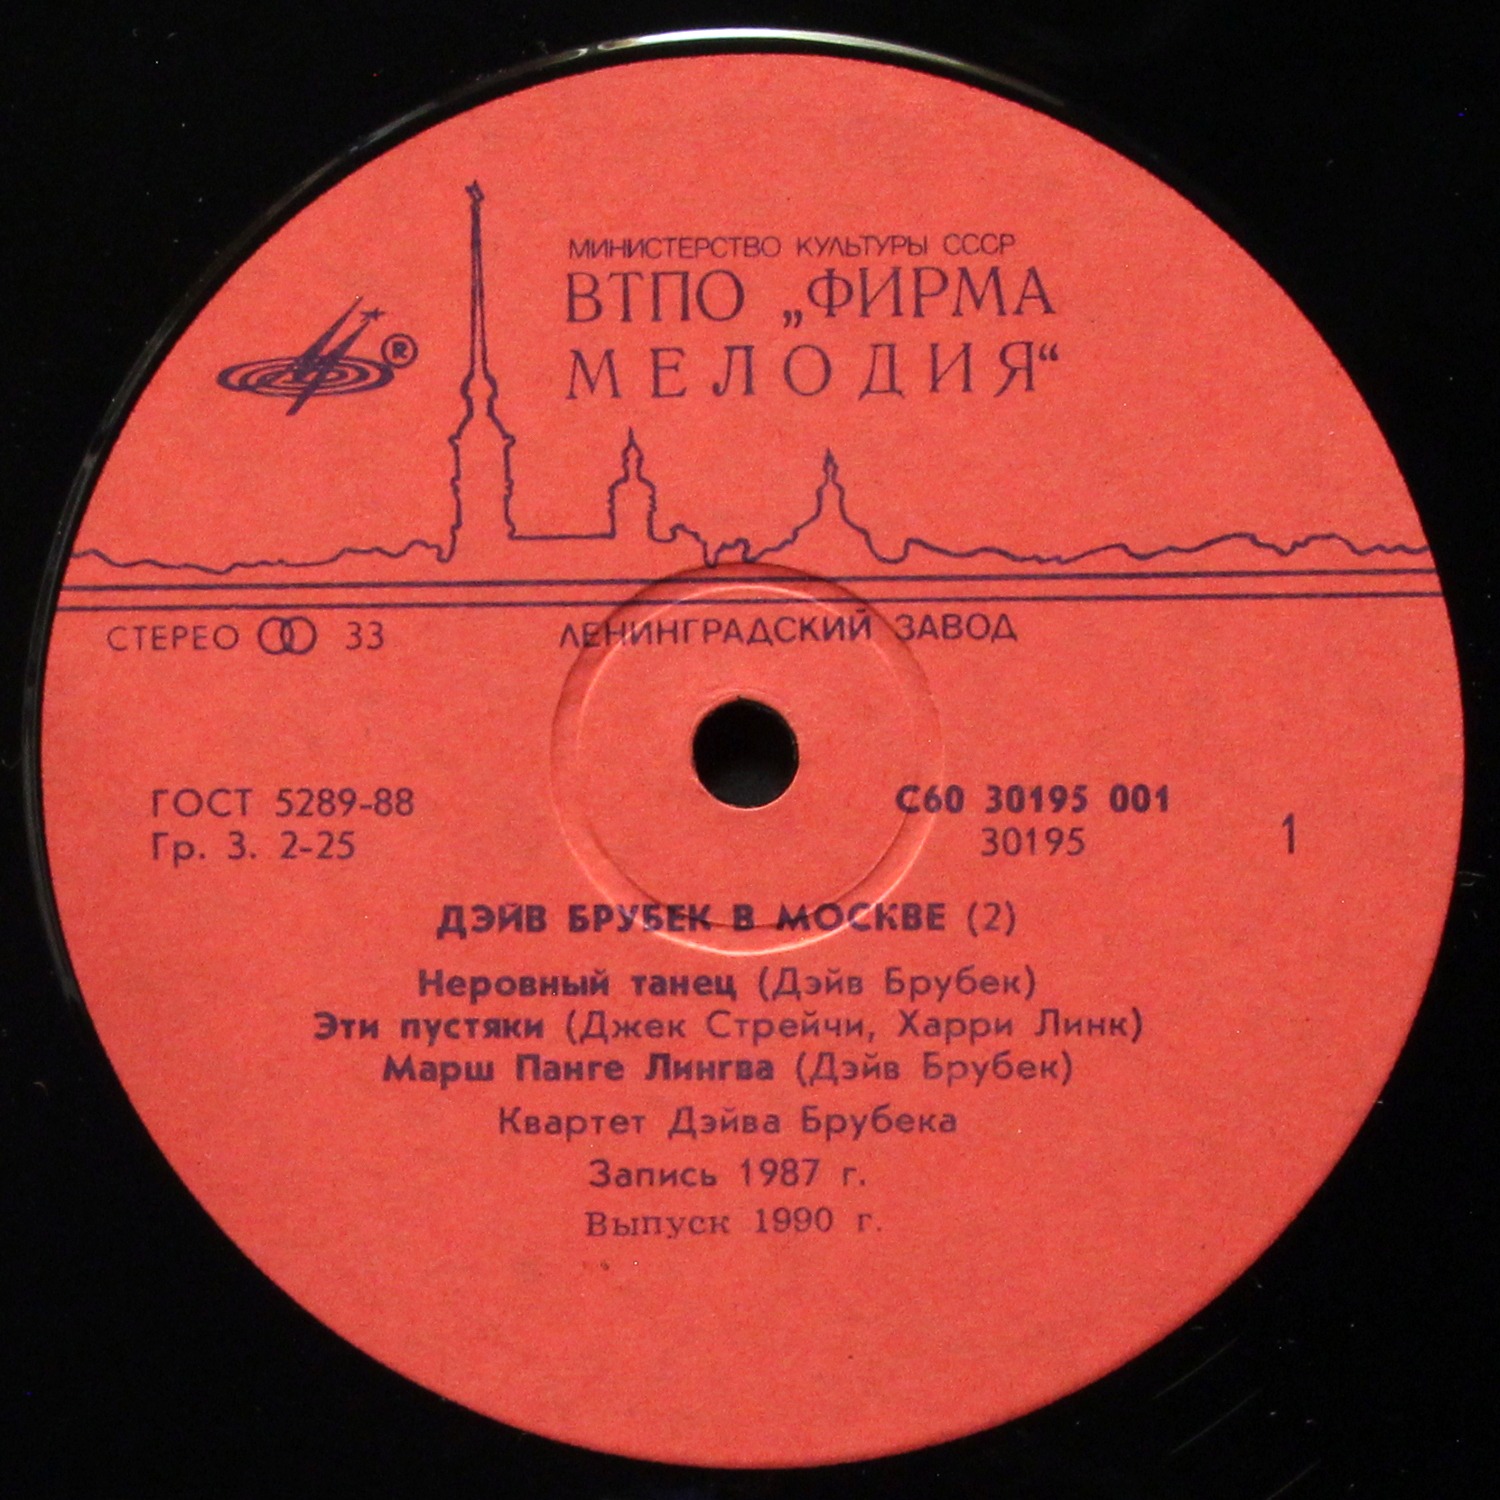 ®
МИНИСТЕРСТВО КУЛЬТУРЫ СССР
ВТПО „ФИРМА
МЕЛОДИЯ“
СТЕРЕО 33
ЛЕНИНГРАДСКИЙ ЗАВОД
ГОСТ 5289-88
Гр. 3. 2-25
С60 30195 001
30195
1
ДЭЙВ БРУБЕК В МОСКВЕ (2)
Неровный танец (Дэйв Брубек)
Эти пустяки (Джек Стрейчи, Харри Линк)
Марш Панге Лингва (Дэйв Брубек)
Квартет Дэйва Брубека
Запись 1987 г.
Выпуск 1990 г.